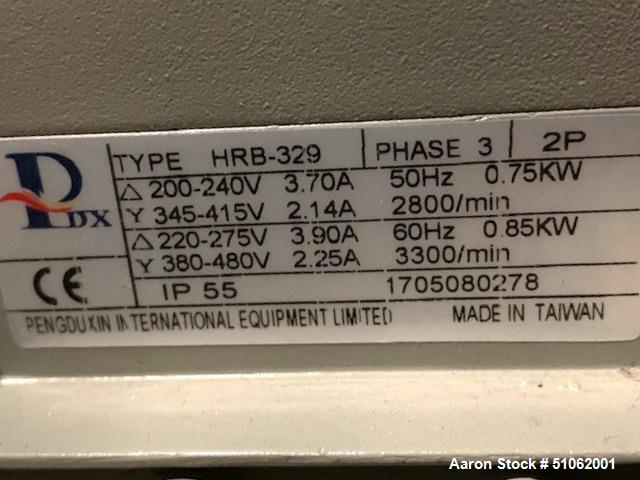 PDX
TYPE HRB-329 PHASE 3 2P
△ 200-240V 3.70A 50Hz 0.75KW
Y 345-415V 2.14A 2800/min
△ 220-275V 3.90A 60Hz 0.85KW
Y 380-480V 2.25A 3300/min
CE IP 55 1705080278
PENGDUXIN INTERNATIONAL EQUIPMENT LIMITED MADE IN TAIWAN
Aaron Stock # 51062001